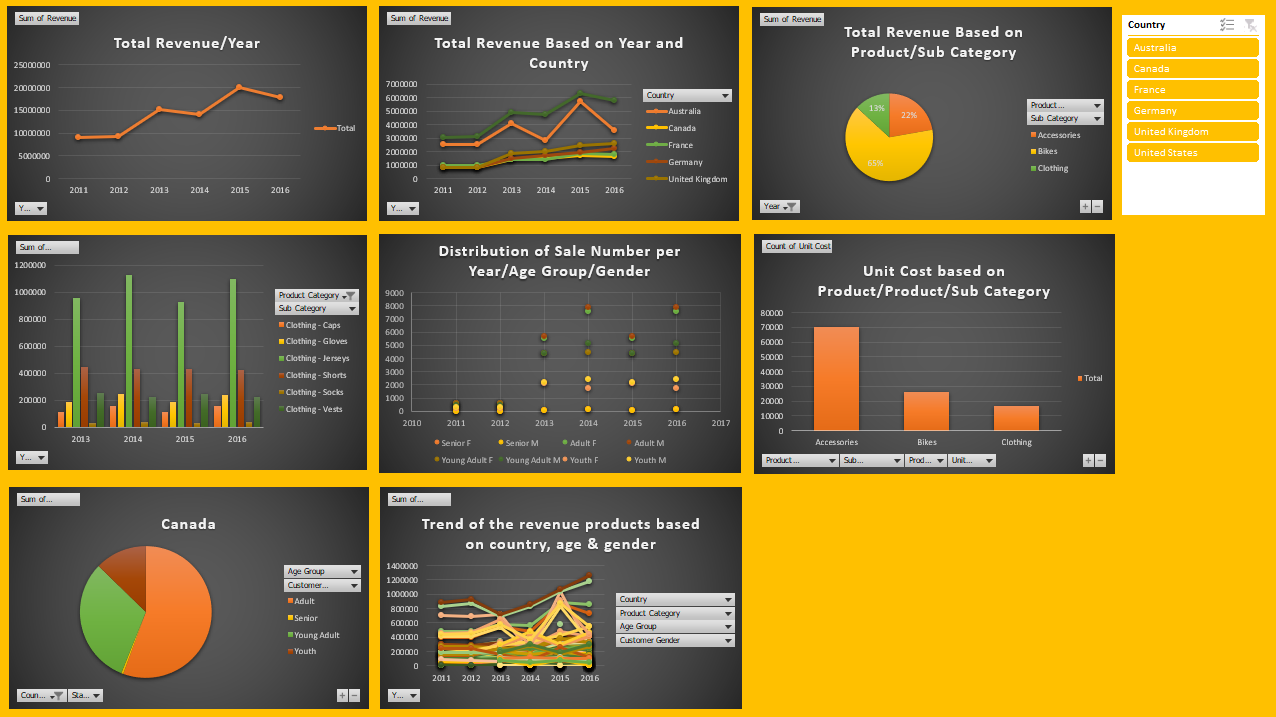 Sum of Revenue
Total Revenue/Year
25000000
20000000
15000000
10000000
5000000
0
2011 2012 2013 2014 2015 2016
Total
Y...
Sum of Revenue
Total Revenue Based on Year and
Country
7000000
6000000
5000000
4000000
3000000
2000000
1000000
0
2011 2012 2013 2014 2015 2016
Country
Australia
Canada
France
Germany
United Kingdom
Y...
Sum of Revenue
Total Revenue Based on
Product/Sub Category
13%
22%
65%
Product...
Sub Category
Accessories
Bikes
Clothing
Year
+ −
Country
Australia
Canada
France
Germany
United Kingdom
United States
Sum of...
1200000
1000000
800000
600000
400000
200000
0
2013 2014 2015 2016
Product Category
Sub Category
Clothing - Caps
Clothing - Gloves
Clothing - Jerseys
Clothing - Shorts
Clothing - Socks
Clothing - Vests
Y...
Distribution of Sale Number per
Year/Age Group/Gender
9000
8000
7000
6000
5000
4000
3000
2000
1000
0
2010 2011 2012 2013 2014 2015 2016 2017
Senior F Senior M Adult F Adult M
Young Adult F Young Adult M Youth F Youth M
Count of Unit Cost
Unit Cost based on
Product/Product/Sub Category
80000
70000
60000
50000
40000
30000
20000
10000
0
Accessories Bikes Clothing
Total
Product... Sub... Prod... Unit...
+ −
Sum of...
Canada
Age Group
Customer...
Adult
Senior
Young Adult
Youth
Coun... Sta...
+ −
Sum of...
Trend of the revenue products based
on country, age & gender
1400000
1200000
1000000
800000
600000
400000
200000
0
2011 2012 2013 2014 2015 2016
Country
Product Category
Age Group
Customer Gender
Y...